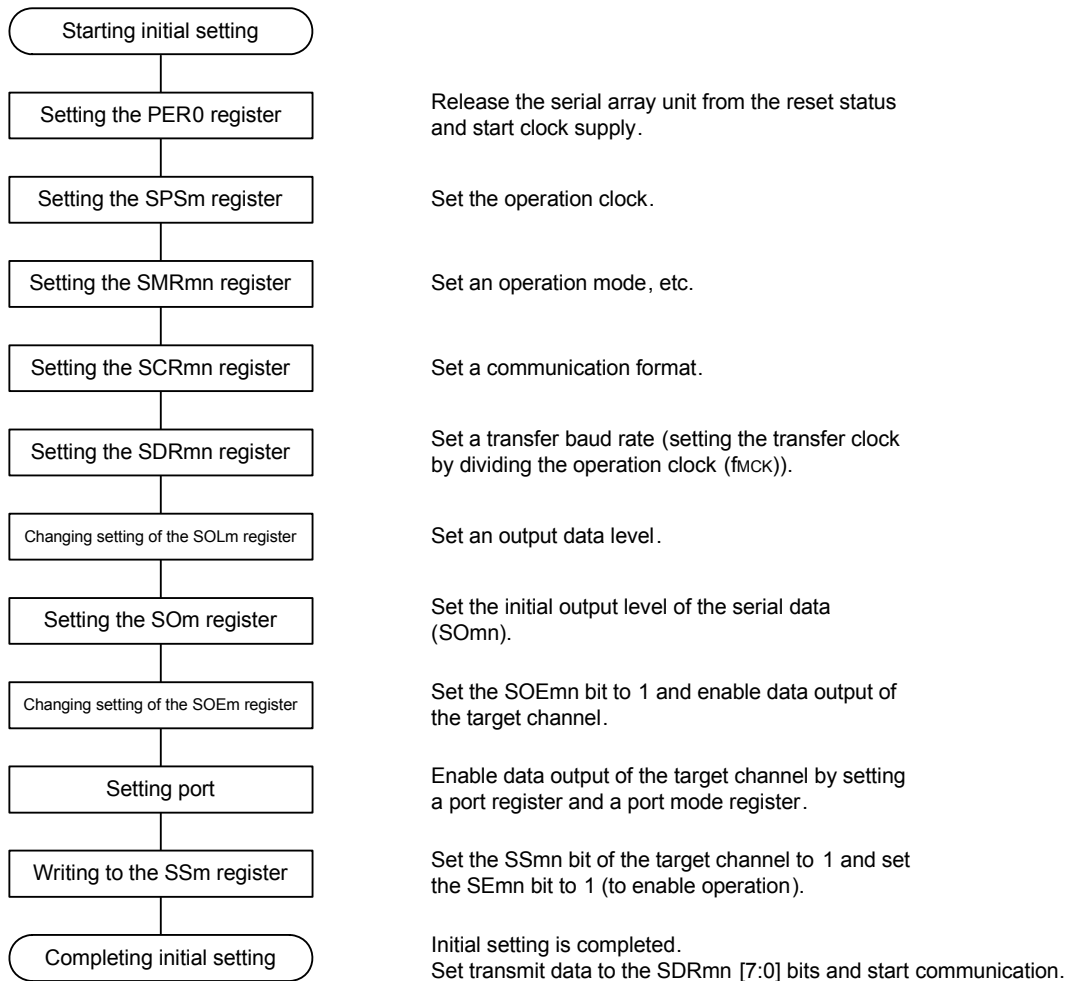 Starting initial setting
Setting the PER0 register
Release the serial array unit from the reset status
and start clock supply.
Setting the SPSm register
Set the operation clock.
Setting the SMRmn register
Set an operation mode, etc.
Setting the SCRmn register
Set a communication format.
Setting the SDRmn register
Set a transfer baud rate (setting the transfer clock
by dividing the operation clock (fMCK)).
Changing setting of the SOLm register
Set an output data level.
Setting the SOm register
Set the initial output level of the serial data
(SOmn).
Changing setting of the SOEm register
Set the SOEmn bit to 1 and enable data output of
the target channel.
Setting port
Enable data output of the target channel by setting
a port register and a port mode register.
Writing to the SSm register
Set the SSmn bit of the target channel to 1 and set
the SEmn bit to 1 (to enable operation).
Completing initial setting
Initial setting is completed.
Set transmit data to the SDRmn [7:0] bits and start communication.